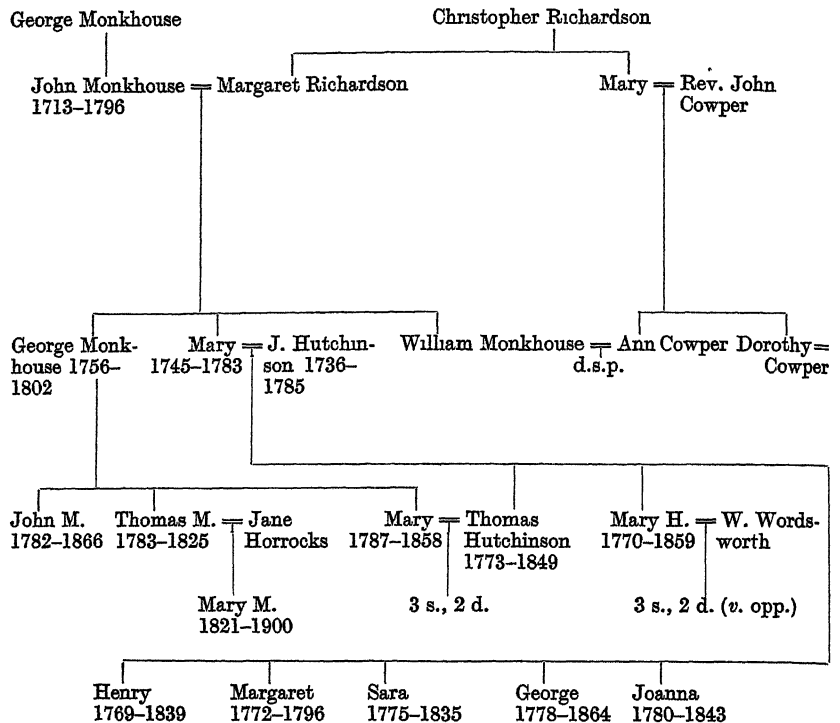 George Monkhouse
Christopher Richardson
John Monkhouse = Margaret Richardson
1713–1796
Mary = Rev. John
Cowper
George Monk-
house 1756–
1802
Mary = J. Hutchin-
1745–1783 son 1736–
1785
William Monkhouse = Ann Cowper
d.s.p.
Dorothy=
Cowper
John M.
1782–1866
Thomas M. = Jane
1783–1825 Horrocks
Mary = Thomas
1787–1858 Hutchinson
1773–1849
Mary H. = W. Words-
1770–1859 worth
Mary M.
1821–1900
3 s., 2 d.
3 s., 2 d. (v. opp.)
Henry
1769–1839
Margaret
1772–1796
Sara
1775–1835
George
1778–1864
Joanna
1780–1843